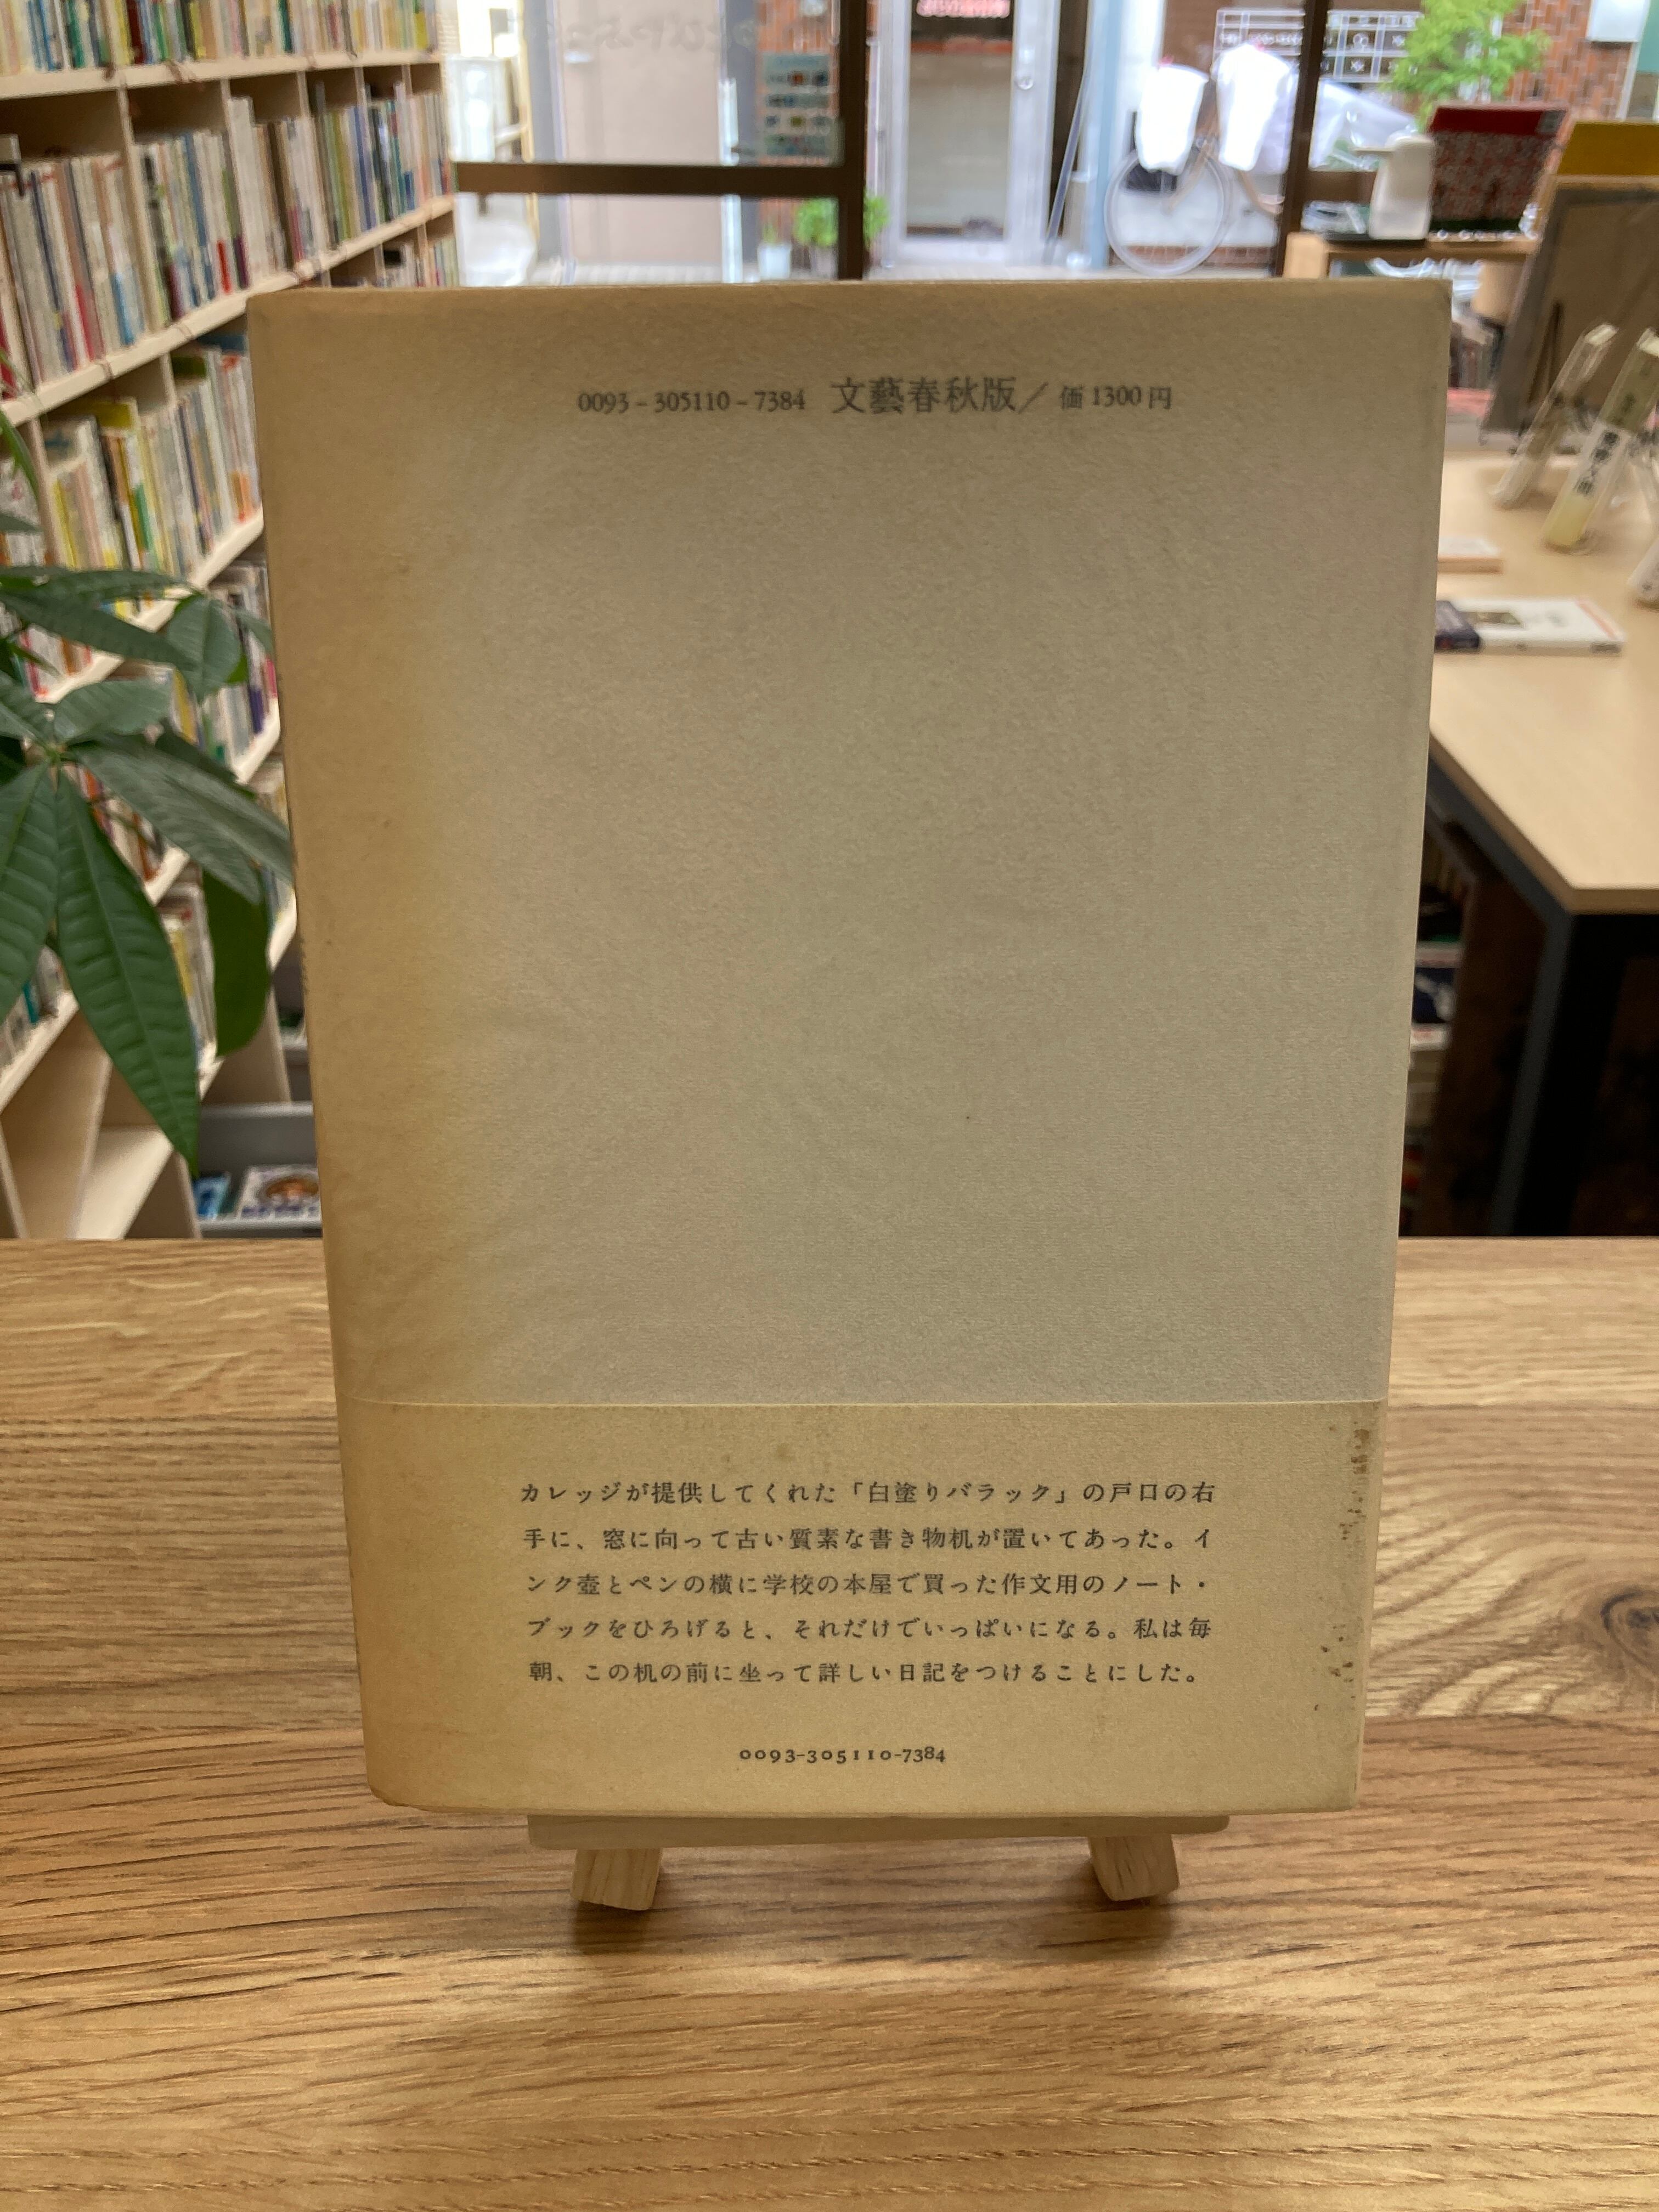 0093-305110-7384 文藝春秋版／価1300円
カレッジが提供してくれた「白塗りバラック」の戸口の右
手に、窓に向って古い質素な書き物机が置いてあった。イ
ンク壺とペンの横に学校の本屋で買った作文用のノート・
ブックをひろげると、それだけでいっぱいになる。私は毎
朝、この机の前に坐って詳しい日記をつけることにした。
0093-305110-7384